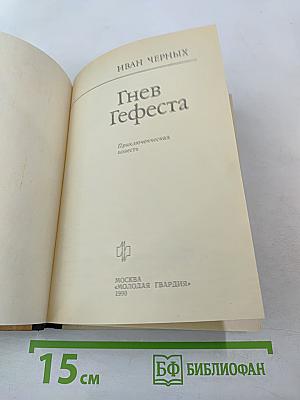 ИВАН ЧЕРНЫХ
Гнев
Гефеста
Приключенческая
повесть
МОСКВА
«МОЛОДАЯ ГВАРДИЯ»
1990
15 см
БФ БИБЛИОФАН